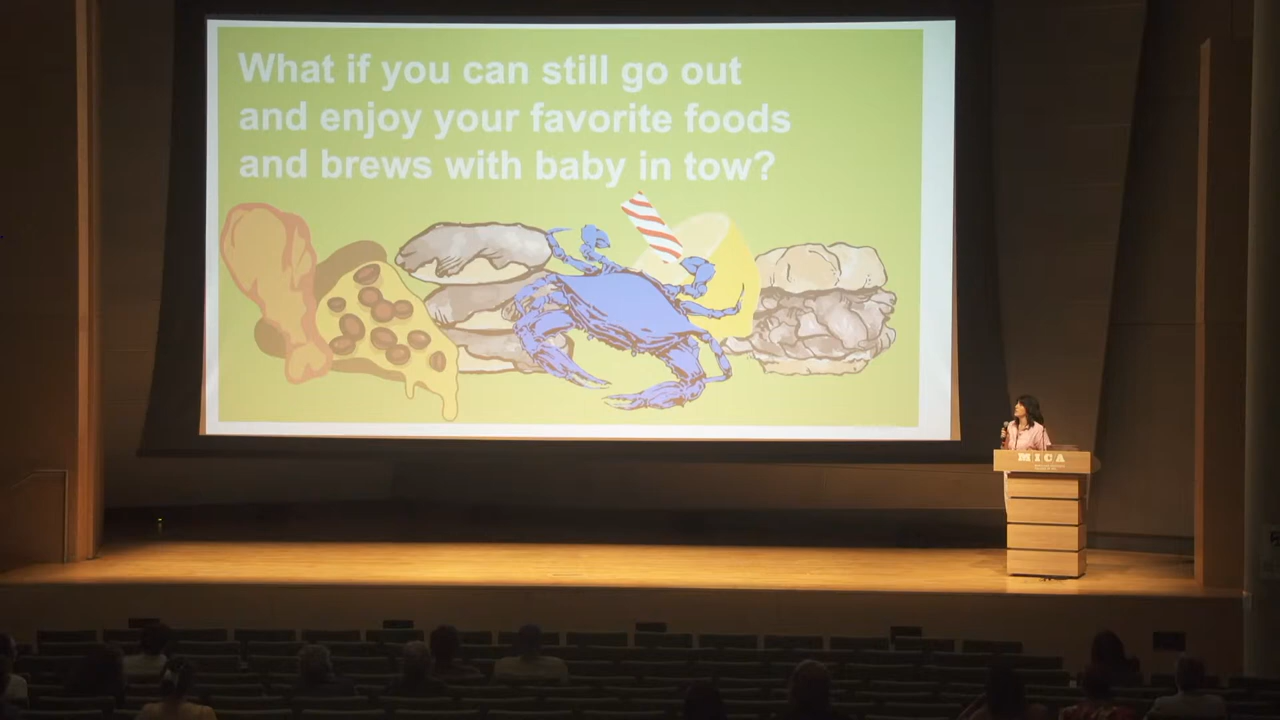 What if you can still go out
and enjoy your favorite foods
and brews with baby in tow?
MICA